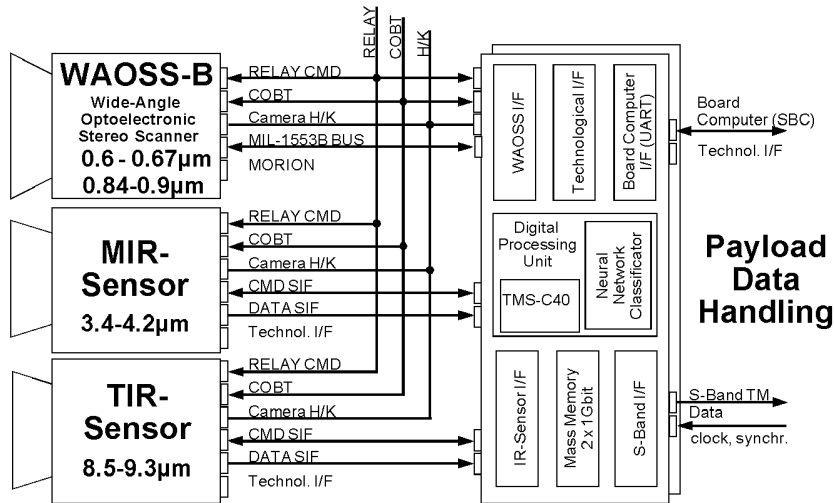 RELAY
COBT
H/K
WAOSS-B
Wide-Angle
Optoelectronic
Stereo Scanner
0.6 - 0.67µm
0.84-0.9µm
RELAY CMD
COBT
Camera H/K
MIL-1553B BUS
MORION
MIR-
Sensor
3.4-4.2µm
RELAY CMD
COBT
Camera H/K
CMD SIF
DATA SIF
Technol. I/F
TIR-
Sensor
8.5-9.3µm
RELAY CMD
COBT
Camera H/K
CMD SIF
DATA SIF
Technol. I/F
WAOSS I/F
Technological I/F
Board Computer
I/F (UART)
Digital
Processing
Unit
TMS-C40
Neural
Network
Classificator
IR-Sensor I/F
Mass Memory
2 x 1Gbit
S-Band I/F
Board
Computer (SBC)
Technol. I/F
Payload
Data
Handling
S-Band TM
Data
clock, synchr.